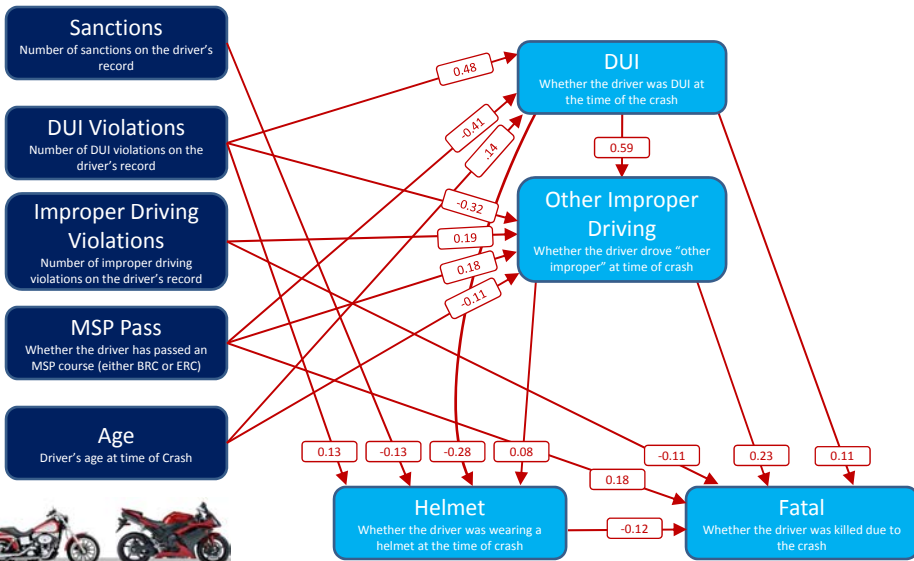 Sanctions
Number of sanctions on the driver's
record
DUI Violations
Number of DUI violations on the
driver's record
Improper Driving
Violations
Number of improper driving
violations on the driver's record
MSP Pass
Whether the driver has passed an
MSP course (either BRC or ERC)
Age
Driver's age at time of Crash
DUI
Whether the driver was DUI at
the time of the crash
Other Improper
Driving
Whether the driver drove "other
improper" at time of crash
Helmet
Whether the driver was wearing a
helmet at the time of crash
Fatal
Whether the driver was killed due to
the crash
0.48
-0.41
.14
0.59
-0.32
0.19
0.18
-0.11
0.13
-0.13
-0.28
0.08
-0.11
0.18
0.23
0.11
-0.12